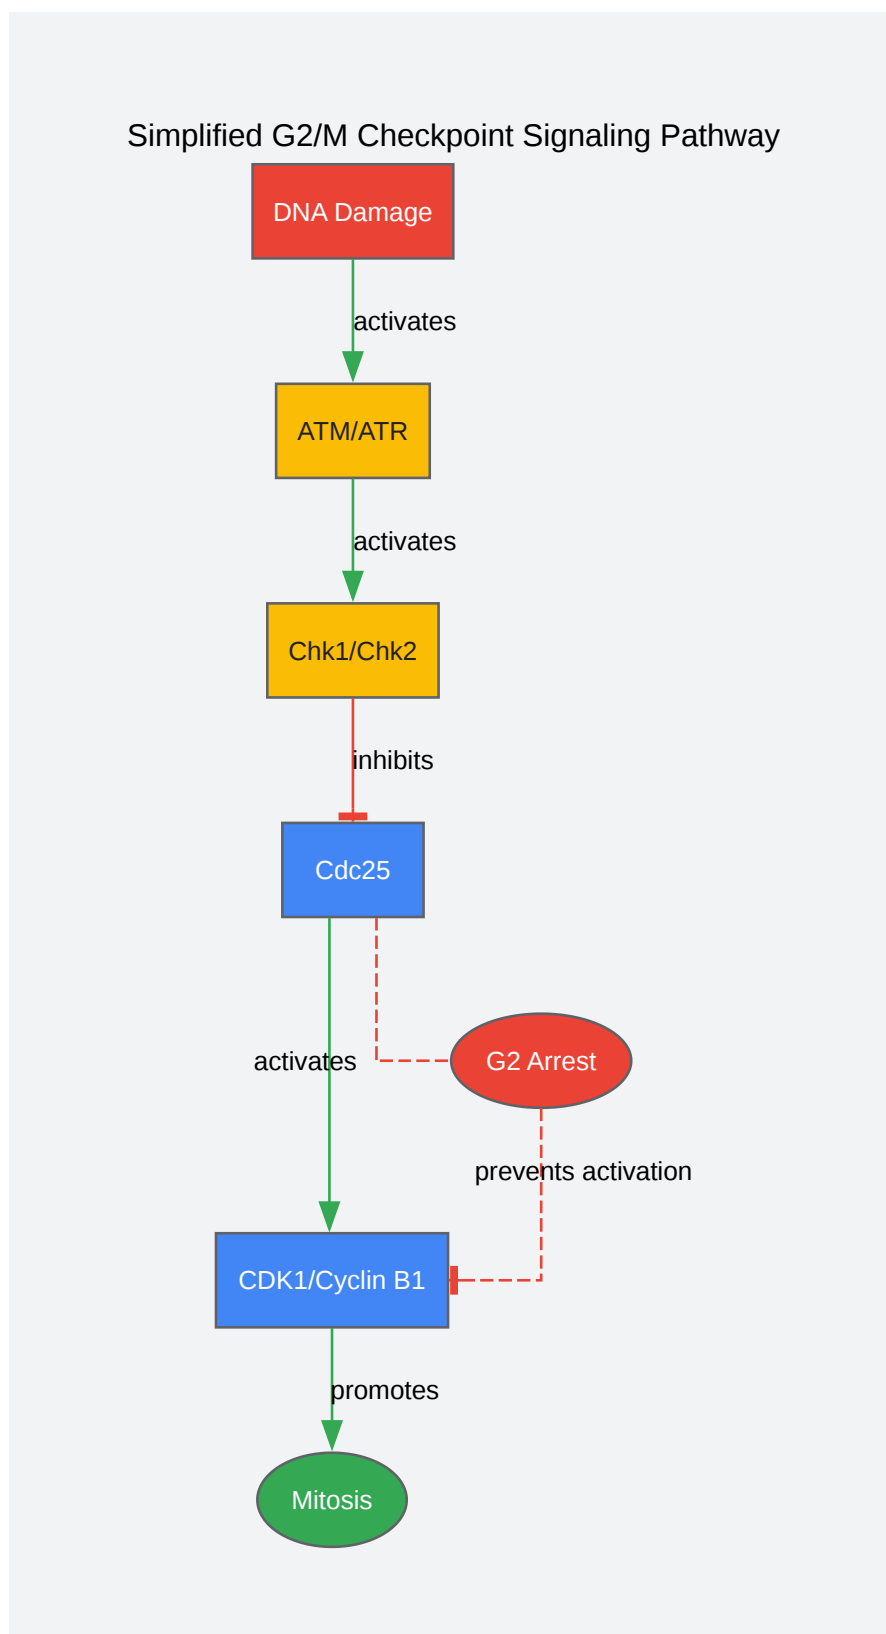 Simplified G2/M Checkpoint Signaling Pathway
DNA Damage
activates
ATM/ATR
activates
Chk1/Chk2
inhibits
Cdc25
activates
G2 Arrest
prevents activation
CDK1/Cyclin B1
promotes
Mitosis